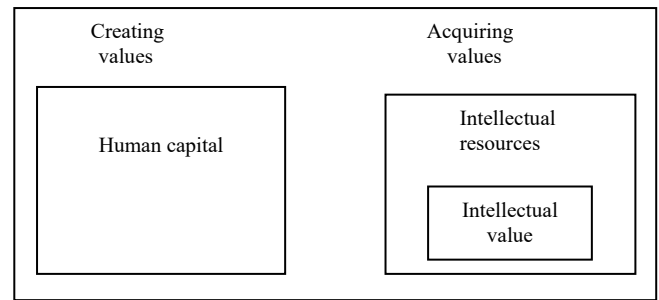 Creating
values
Acquiring
values
Human capital
Intellectual
resources
Intellectual
value